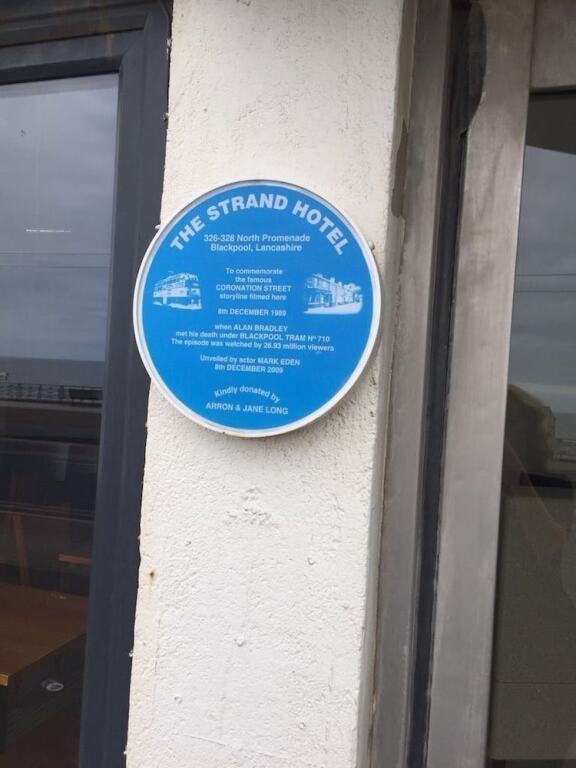 THE STRAND HOTEL
326-328 North Promenade
Blackpool, Lancashire
To commemorate
the famous
CORONATION STREET
storyline filmed here
8th DECEMBER 1989
when ALAN BRADLEY
met his death under BLACKPOOL TRAM Nº 710
The episode was watched by 26.93 million viewers
Unveiled by actor MARK EDEN
8th DECEMBER 2009
Kindly donated by
ARRON & JANE LONG